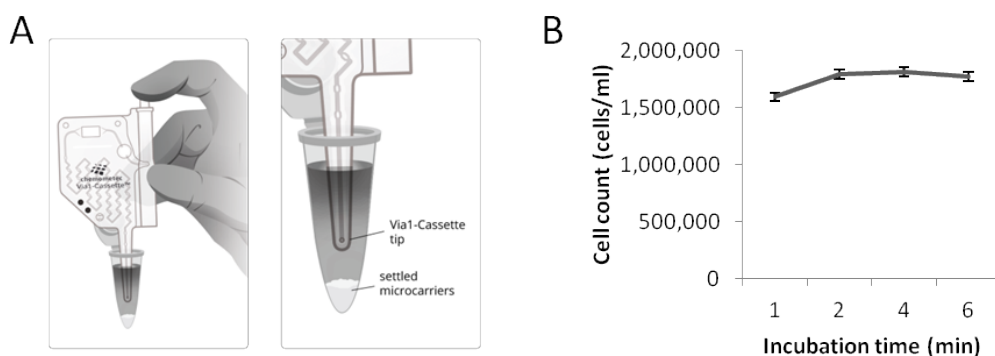 A
chemometec
Via1-Cassette™
Via1-Cassette
tip
settled
microcarriers
B
Cell count (cells/ml)
2,000,000
1,500,000
1,000,000
500,000
0
1 2 4 6
Incubation time (min)